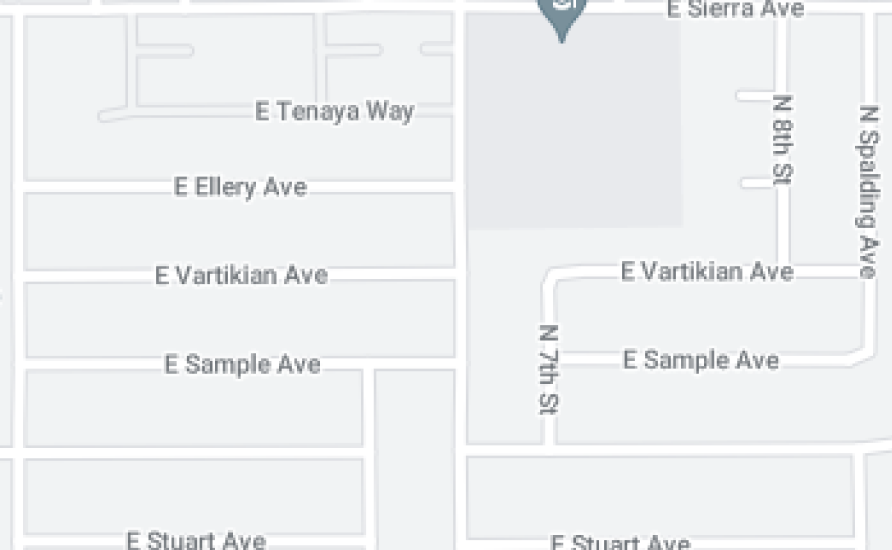 E Sierra Ave
E Tenaya Way
N 8th St
N Spalding Ave
E Ellery Ave
E Vartikian Ave
E Vartikian Ave
E Sample Ave
E Sample Ave
N 7th St
E Stuart Ave
E Stuart Ave